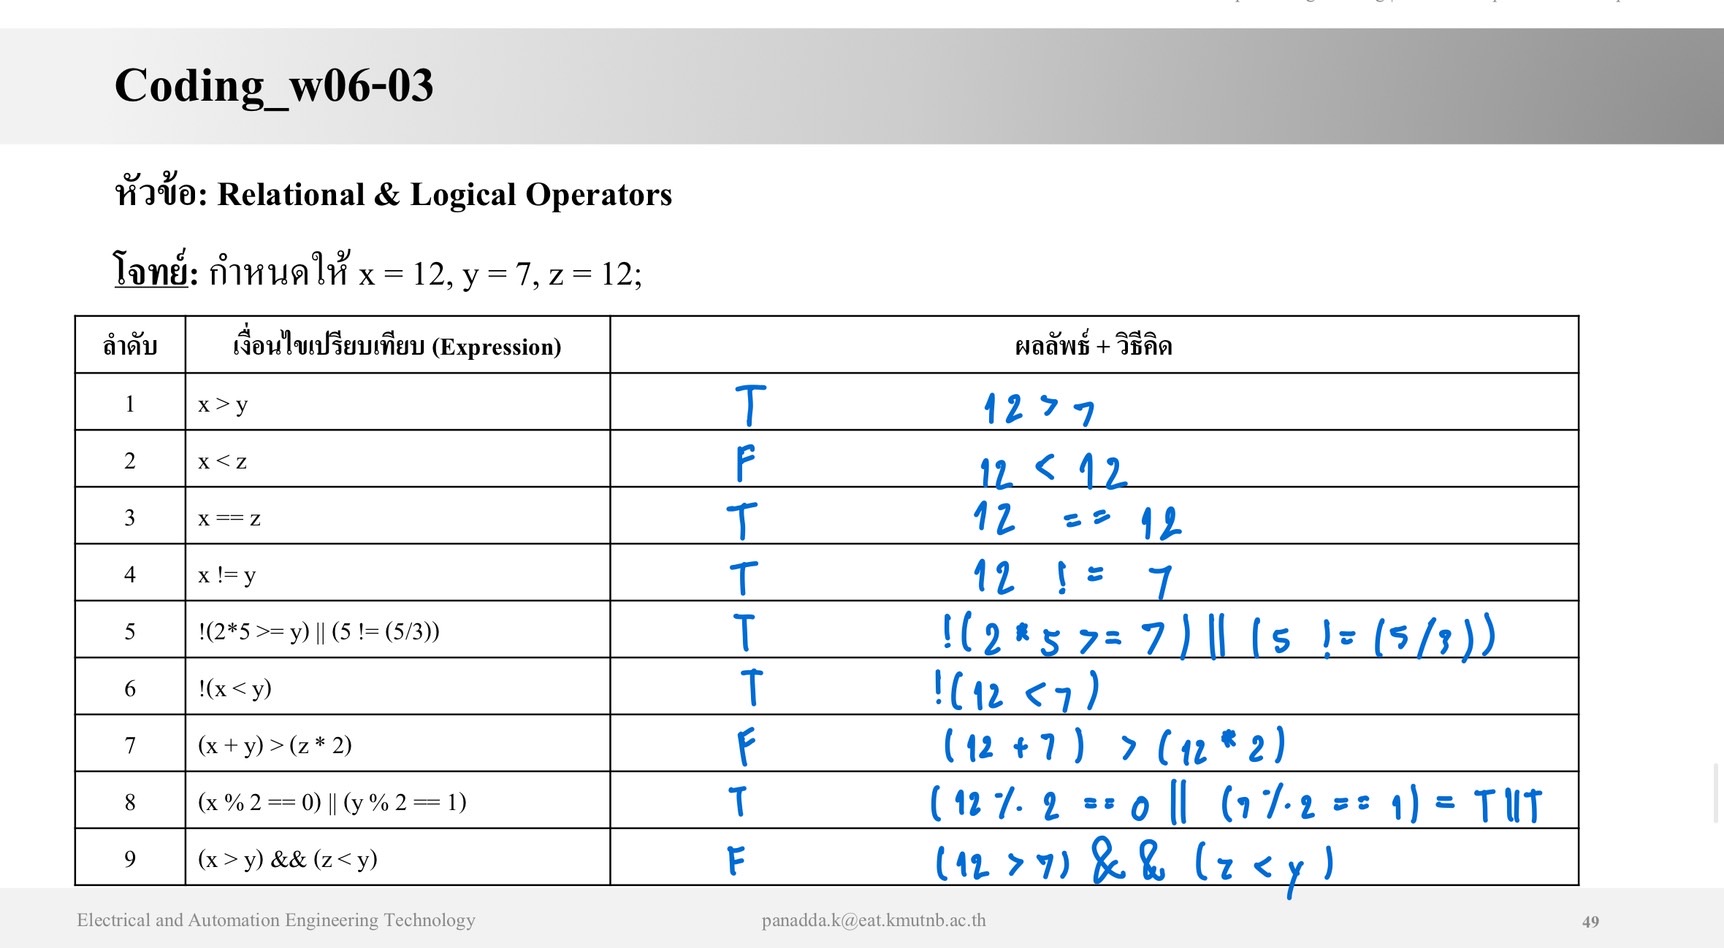 Coding_w06-03
หัวข้อ: Relational & Logical Operators
โจทย์: กำหนดให้ x = 12, y = 7, z = 12;
ลำดับ เงื่อนไขเปรียบเทียบ (Expression) ผลลัพธ์ + วิธีคิด
1 x > y T 12 > 7
2 x < z F 12 < 12
3 x == z T 12 == 12
4 x != y T 12 != 7
5 !(2*5 >= y) || (5 != (5/3)) T !(2*5 >= 7) || (5 != (5/3))
6 !(x < y) T !(12 < 7)
7 (x + y) > (z * 2) F (12 + 7) > (12 * 2)
8 (x % 2 == 0) || (y % 2 == 1) T (12 % 2 == 0 || (7 % 2 == 1) = T || T
9 (x > y) && (z < y) F (12 > 7) && (z < y)
Electrical and Automation Engineering Technology panadda.k@eat.kmutnb.ac.th 49